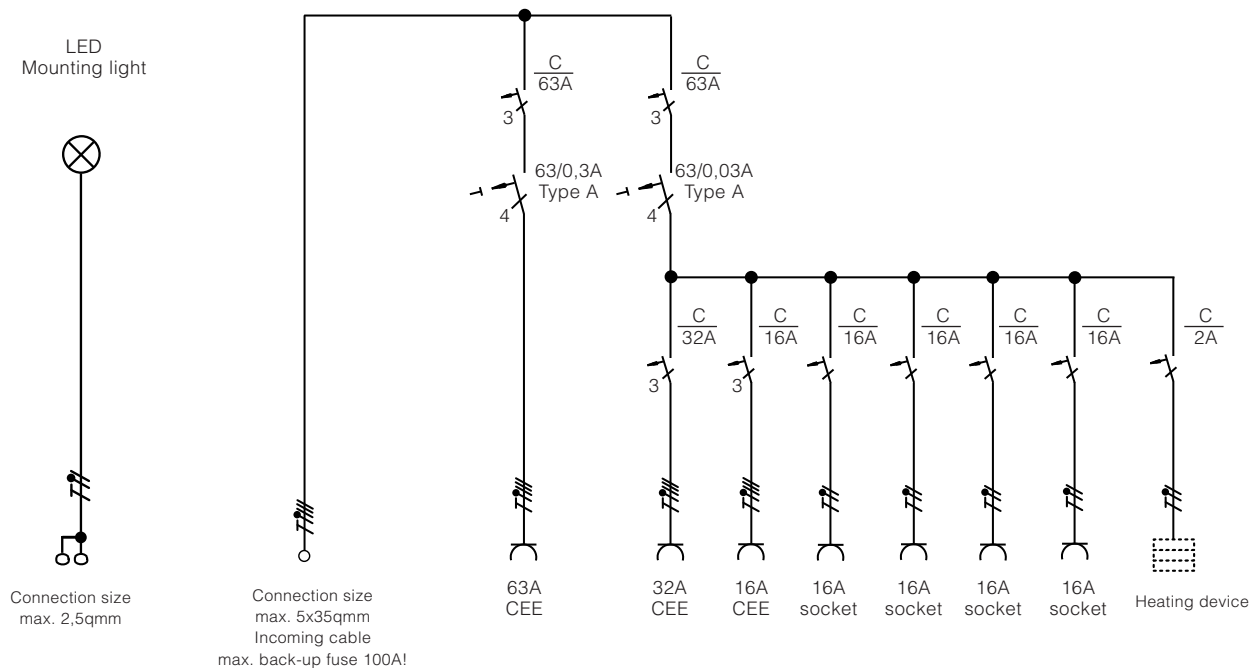 LED
Mounting light
C
63A
C
63A
3
3
63/0,3A
Type A
63/0,03A
Type A
4
4
C
32A
C
16A
C
16A
C
16A
C
16A
C
16A
C
2A
3
3
Connection size
max. 2,5qmm
Connection size
max. 5x35qmm
Incoming cable
max. back-up fuse 100A!
63A
CEE
32A
CEE
16A
CEE
16A
socket
16A
socket
16A
socket
16A
socket
Heating device